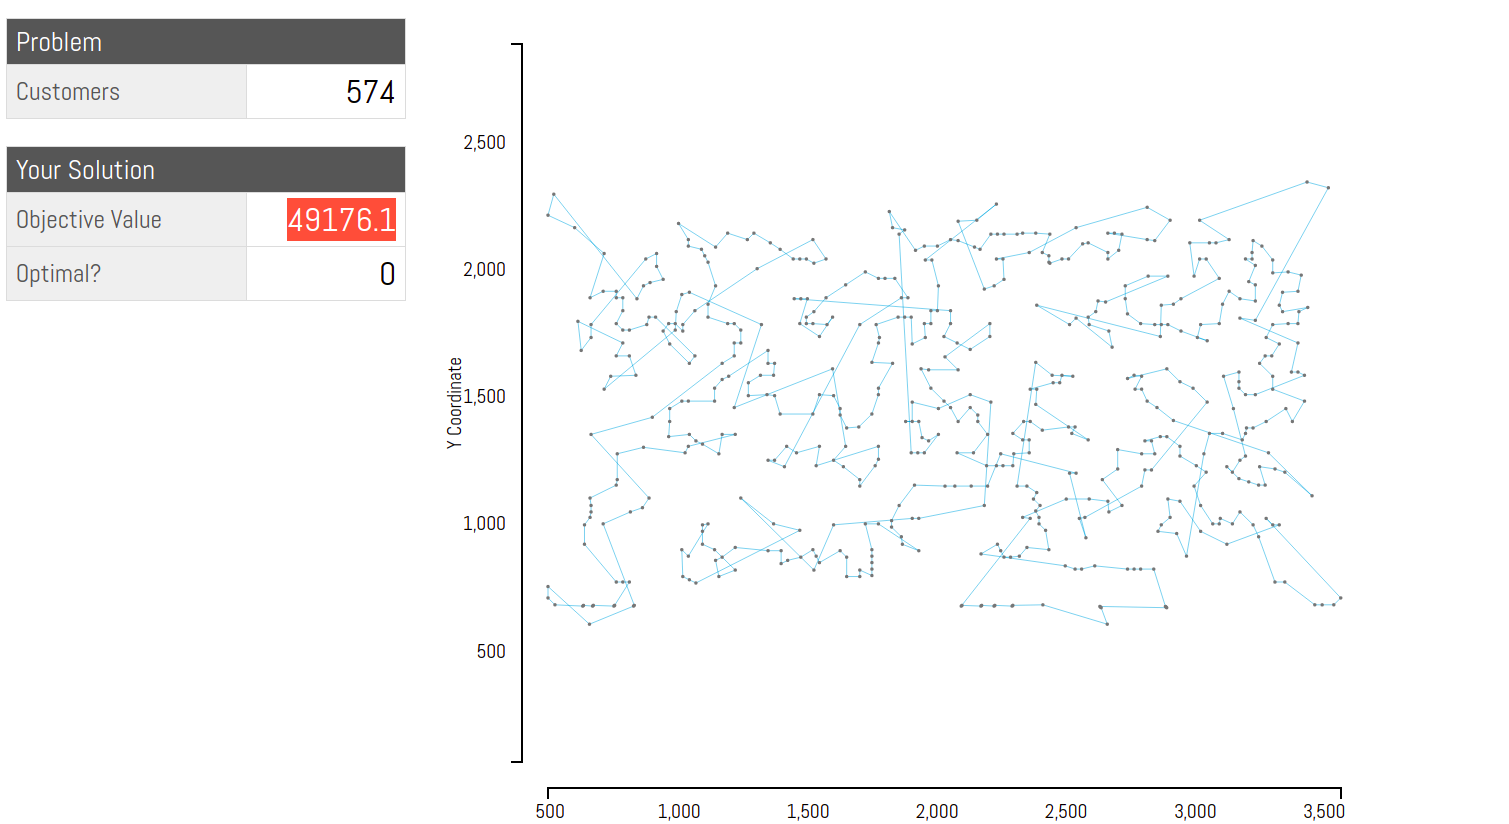 Problem
Customers 574
Your Solution
Objective Value 49176.1
Optimal? 0
Y Coordinate
2,500
2,000
1,500
1,000
500
500 1,000 1,500 2,000 2,500 3,000 3,500